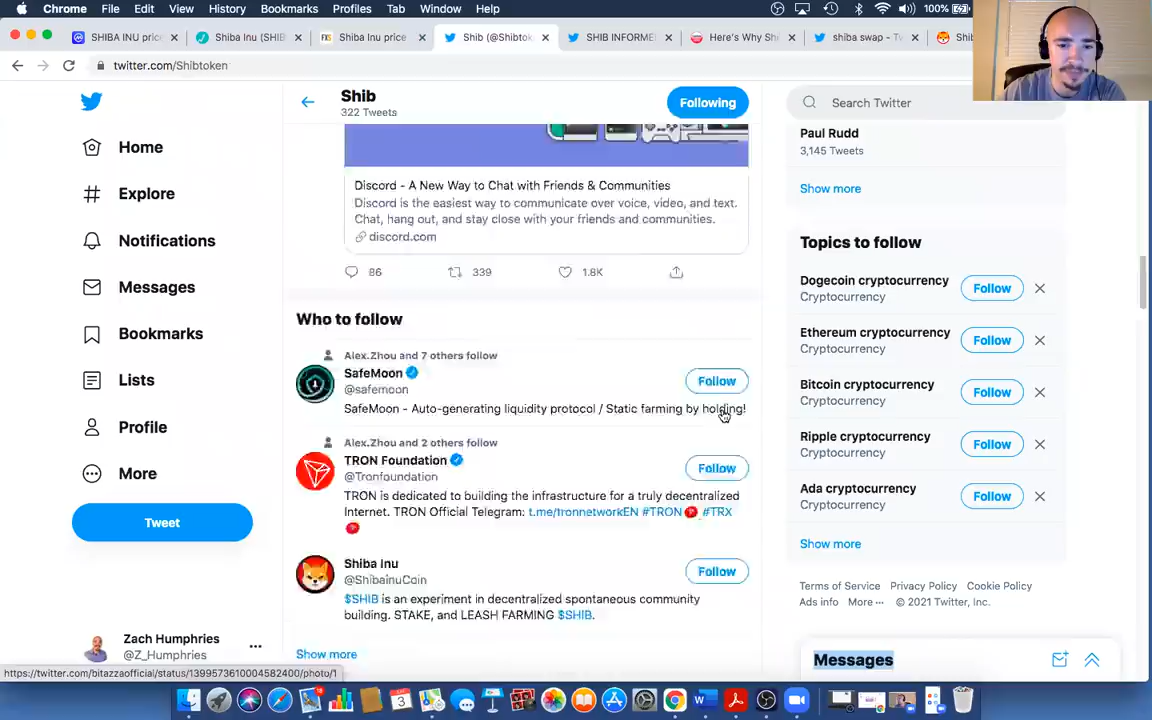 Chrome File Edit View History Bookmarks Profiles Tab Window Help 100%
SHIBA INU price Shiba Inu (SHIB Shiba Inu price Shib (@Shibtok SHIB INFORME Here's Why Sh shiba swap - Tw Shib
twitter.com/Shibtoken
Shib
322 Tweets
Following
Search Twitter
Home
Explore
Notifications
Messages
Bookmarks
Lists
Profile
More
Tweet
Zach Humphries
@Z_Humphries
Discord - A New Way to Chat with Friends & Communities
Discord is the easiest way to communicate over voice, video, and text.
Chat, hang out, and stay close with your friends and communities.
discord.com
86 339 1.8K
Who to follow
Alex.Zhou and 7 others follow
SafeMoon
@safemoon
Follow
SafeMoon - Auto-generating liquidity protocol / Static farming by holding!
Alex.Zhou and 2 others follow
TRON Foundation
@Tronfoundation
Follow
TRON is dedicated to building the infrastructure for a truly decentralized
Internet. TRON Official Telegram: t.me/tronnetworkEN #TRON #TRX
Shiba Inu
@ShibainuCoin
Follow
$SHIB is an experiment in decentralized spontaneous community
building. STAKE, and LEASH FARMING $SHIB.
Show more
Paul Rudd
3,145 Tweets
Show more
Topics to follow
Dogecoin cryptocurrency
Cryptocurrency
Follow
Ethereum cryptocurrency
Cryptocurrency
Follow
Bitcoin cryptocurrency
Cryptocurrency
Follow
Ripple cryptocurrency
Cryptocurrency
Follow
Ada cryptocurrency
Cryptocurrency
Follow
Show more
Terms of Service Privacy Policy Cookie Policy
Ads info More ··· © 2021 Twitter, Inc.
Messages
https://twitter.com/bitazzaofficial/status/1399573610004582400/photo/1